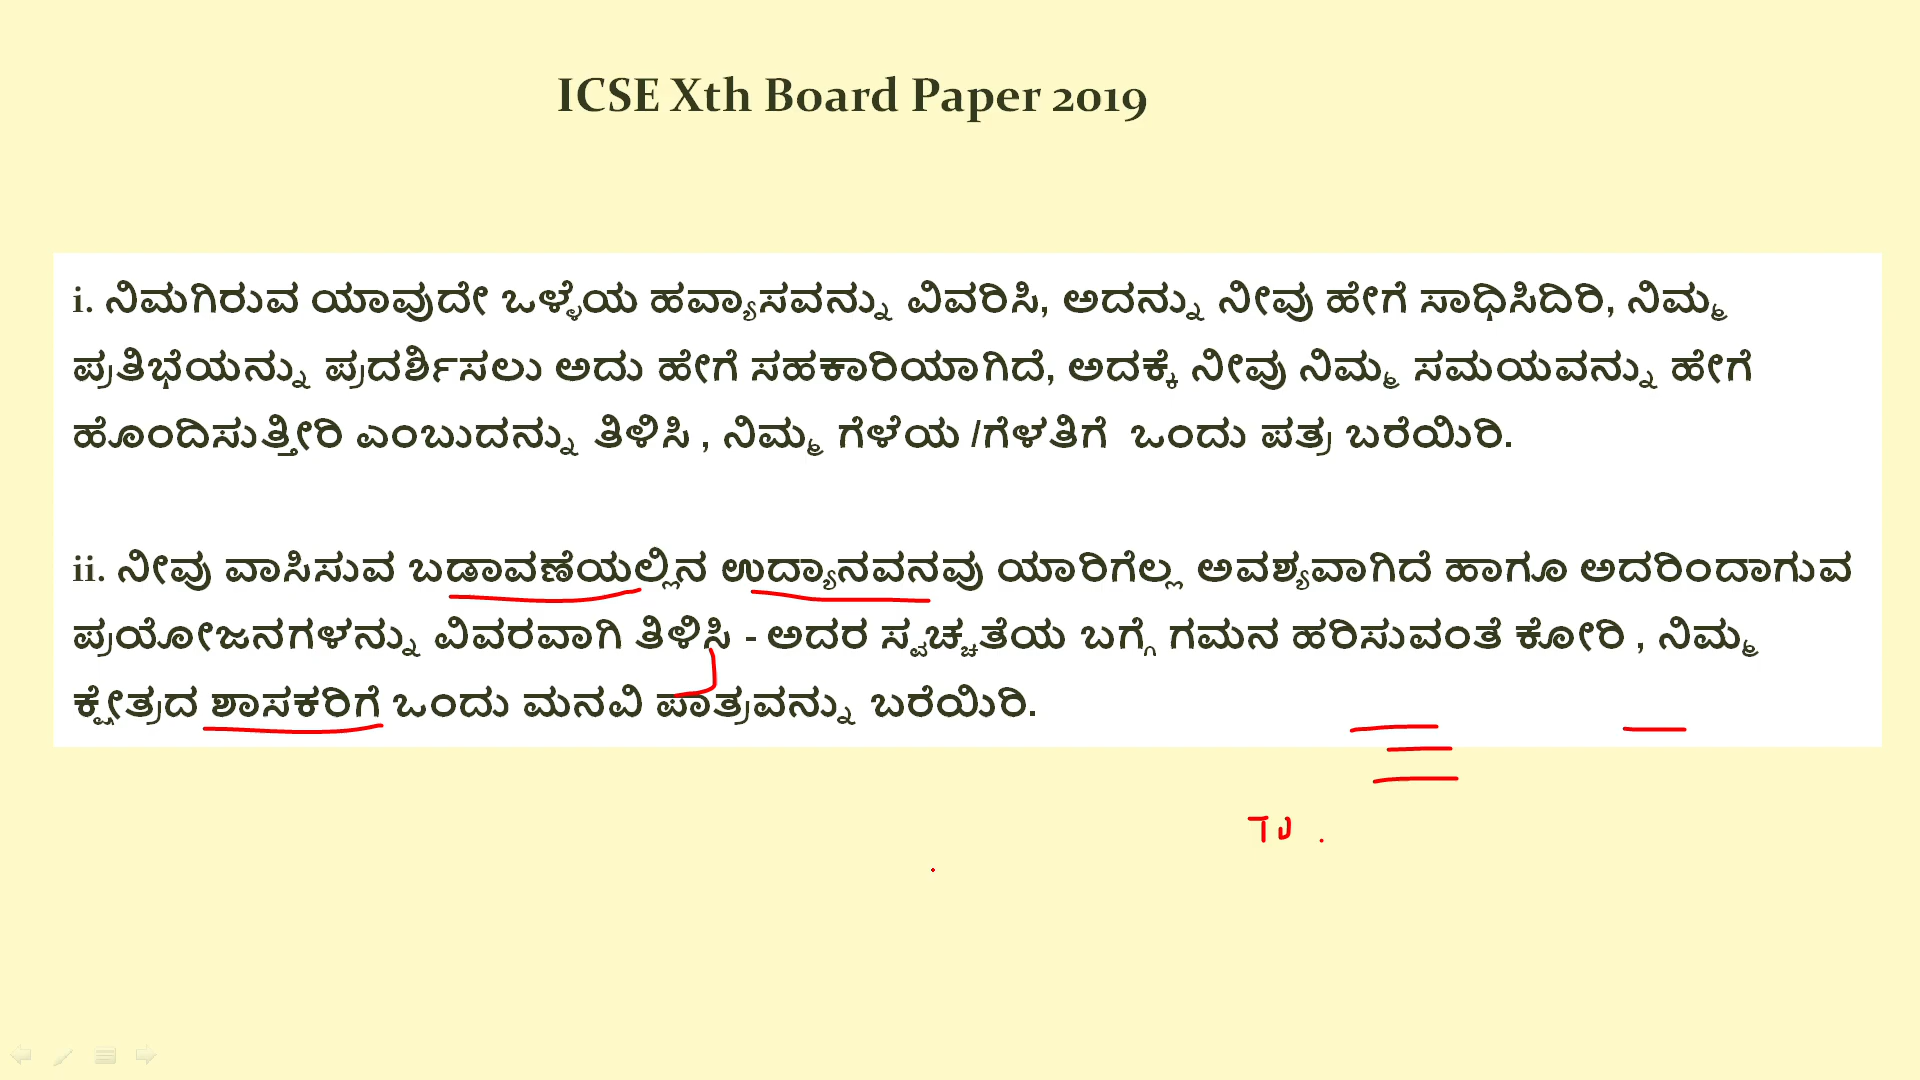 ICSE Xth Board Paper 2019
i. ನಿಮಗಿರುವ ಯಾವುದೇ ಒಳ್ಳೆಯ ಹವ್ಯಾಸವನ್ನು ವಿವರಿಸಿ, ಅದನ್ನು ನೀವು ಹೇಗೆ ಸಾಧಿಸಿದಿರಿ, ನಿಮ್ಮ
ಪ್ರತಿಭೆಯನ್ನು ಪ್ರದರ್ಶಿಸಲು ಅದು ಹೇಗೆ ಸಹಕಾರಿಯಾಗಿದೆ, ಅದಕ್ಕೆ ನೀವು ನಿಮ್ಮ ಸಮಯವನ್ನು ಹೇಗೆ
ಹೊಂದಿಸುತ್ತೀರಿ ಎಂಬುದನ್ನು ತಿಳಿಸಿ , ನಿಮ್ಮ ಗೆಳೆಯ /ಗೆಳತಿಗೆ ಒಂದು ಪತ್ರ ಬರೆಯಿರಿ.
ii. ನೀವು ವಾಸಿಸುವ ಬಡಾವಣೆಯಲ್ಲಿನ ಉದ್ಯಾನವನವು ಯಾರಿಗೆಲ್ಲ ಅವಶ್ಯವಾಗಿದೆ ಹಾಗೂ ಅದರಿಂದಾಗುವ
ಪ್ರಯೋಜನಗಳನ್ನು ವಿವರವಾಗಿ ತಿಳಿಸಿ - ಅದರ ಸ್ವಚ್ಚತೆಯ ಬಗ್ಗೆ ಗಮನ ಹರಿಸುವಂತೆ ಕೋರಿ , ನಿಮ್ಮ
ಕ್ಷೇತ್ರದ ಶಾಸಕರಿಗೆ ಒಂದು ಮನವಿ ಪಾತ್ರವನ್ನು ಬರೆಯಿರಿ.